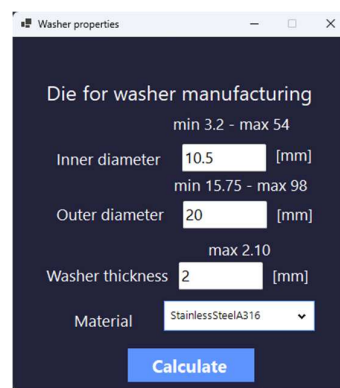 Washer properties
Die for washer manufacturing
min 3.2 - max 54
Inner diameter 10.5 [mm]
min 15.75 - max 98
Outer diameter 20 [mm]
max 2.10
Washer thickness 2 [mm]
Material StainlessSteelA316
Calculate